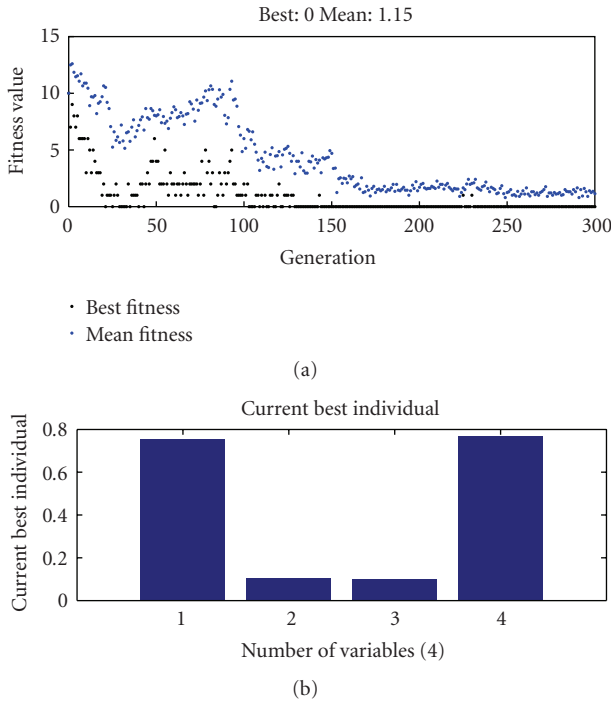 Best: 0 Mean: 1.15
15
10
5
0
Fitness value
0 50 100 150 200 250 300
Generation
Best fitness
Mean fitness
(a)
Current best individual
0.8
0.6
0.4
0.2
0
Current best individual
1 2 3 4
Number of variables (4)
(b)